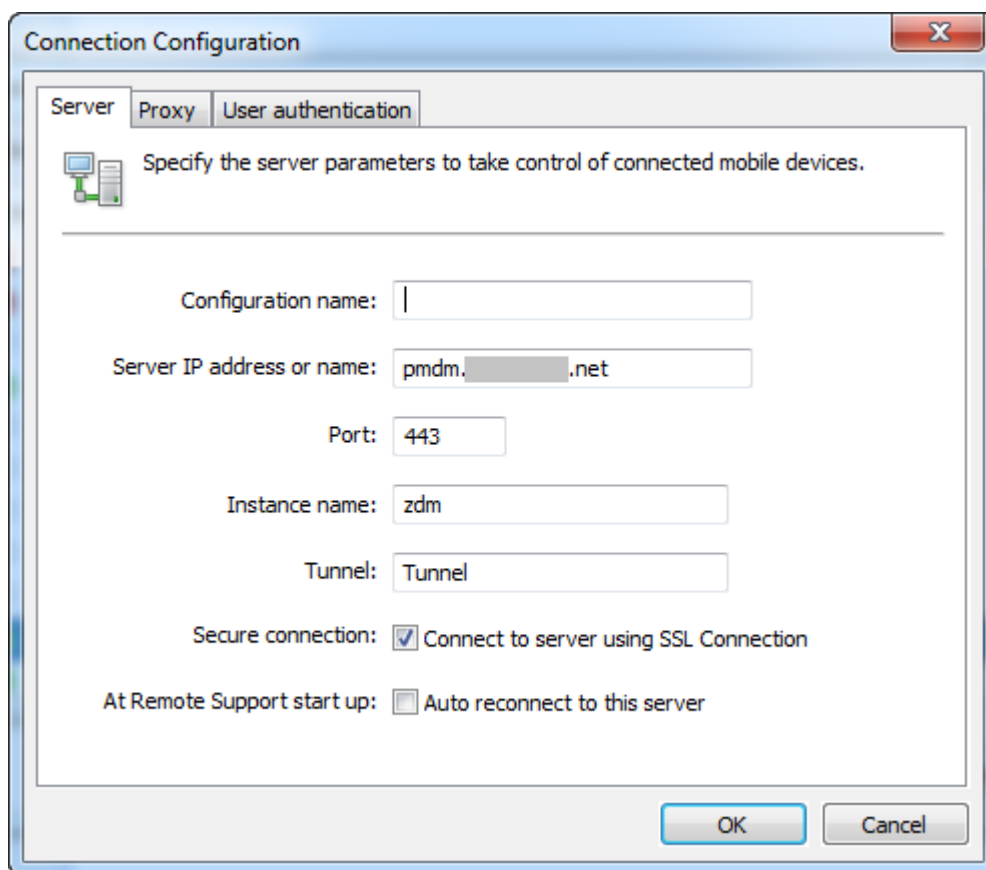 Connection Configuration
Server Proxy User authentication
Specify the server parameters to take control of connected mobile devices.
Configuration name:
Server IP address or name: pmdm. .net
Port: 443
Instance name: zdm
Tunnel: Tunnel
Secure connection: Connect to server using SSL Connection
At Remote Support start up: Auto reconnect to this server
OK Cancel